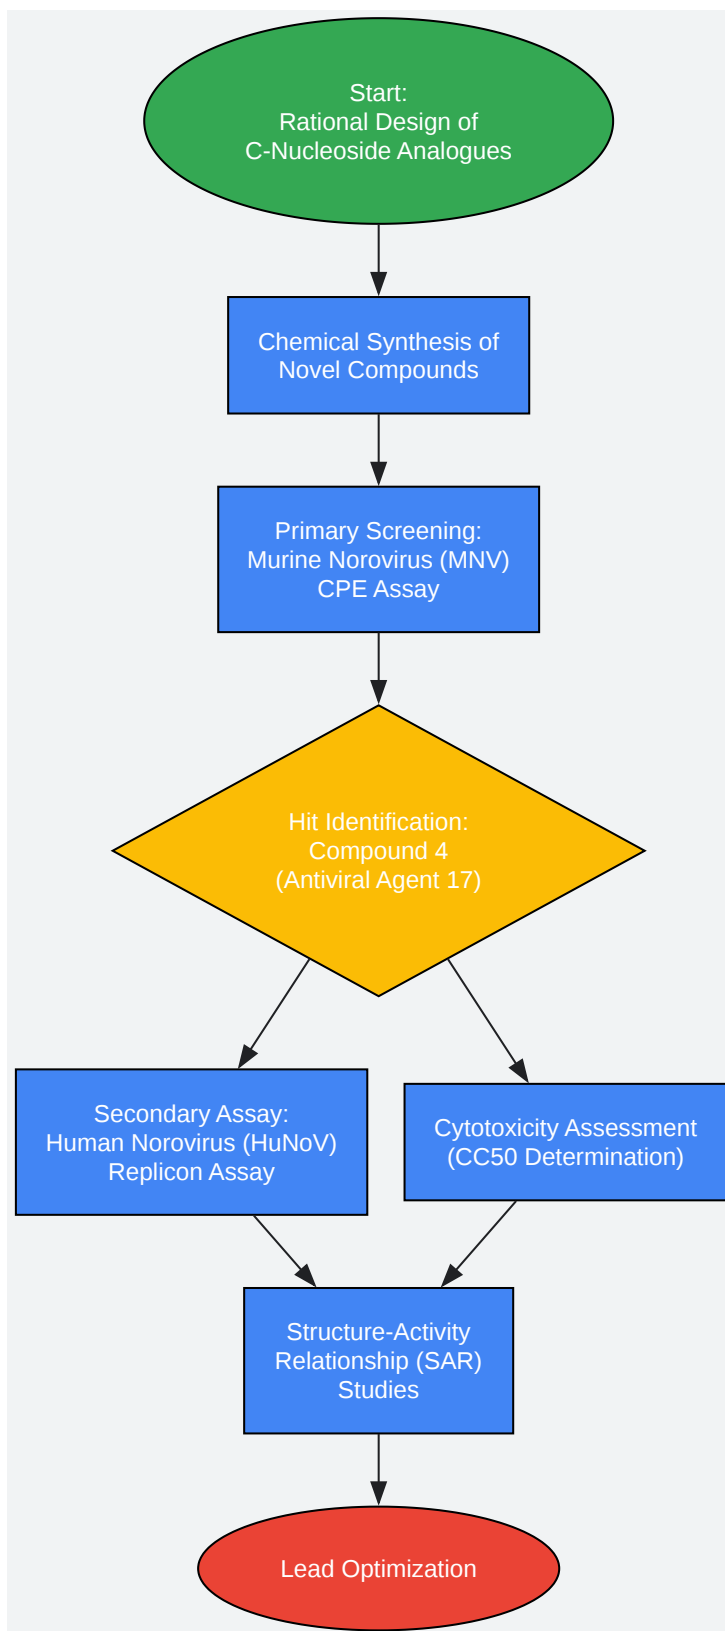 Start:
Rational Design of
C-Nucleoside Analogues
Chemical Synthesis of
Novel Compounds
Primary Screening:
Murine Norovirus (MNV)
CPE Assay
Hit Identification:
Compound 4
(Antiviral Agent 17)
Secondary Assay:
Human Norovirus (HuNoV)
Replicon Assay
Cytotoxicity Assessment
(CC50 Determination)
Structure-Activity
Relationship (SAR)
Studies
Lead Optimization